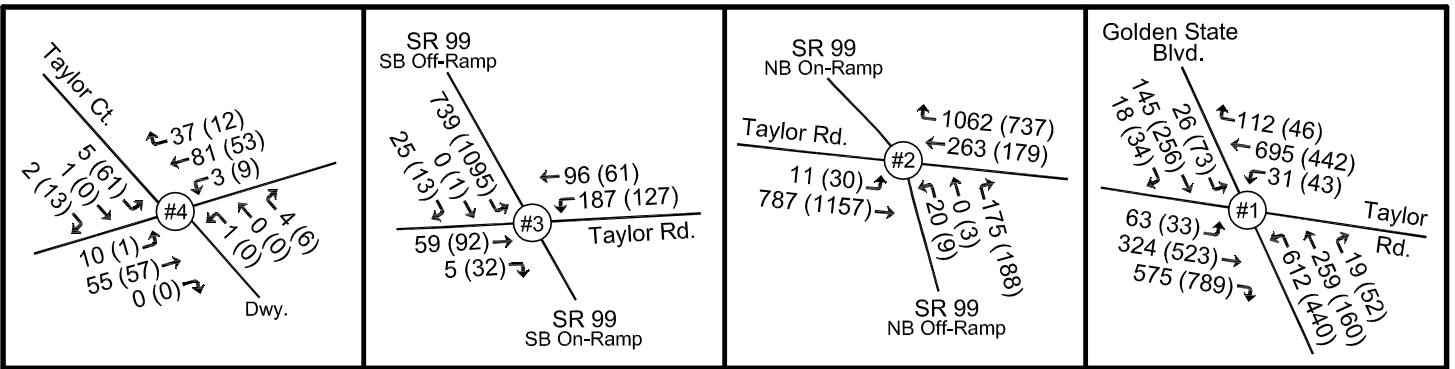 Taylor Ct.
37 (12)
81 (53)
3 (9)
5 (61)
1 (0)
2 (13)
#4
10 (1)
55 (57)
0 (0)
1 (0)
0 (0)
4 (6)
Dwy.
SR 99
SB Off-Ramp
739 (1095)
0 (1)
25 (13)
96 (61)
187 (127)
#3
Taylor Rd.
59 (92)
5 (32)
SR 99
SB On-Ramp
SR 99
NB On-Ramp
1062 (737)
263 (179)
Taylor Rd.
#2
11 (30)
787 (1157)
20 (9)
0 (3)
175 (188)
SR 99
NB Off-Ramp
Golden State
Blvd.
26 (73)
145 (256)
18 (34)
112 (46)
695 (442)
31 (43)
#1
Taylor
Rd.
63 (33)
324 (523)
575 (789)
612 (440)
259 (160)
19 (52)